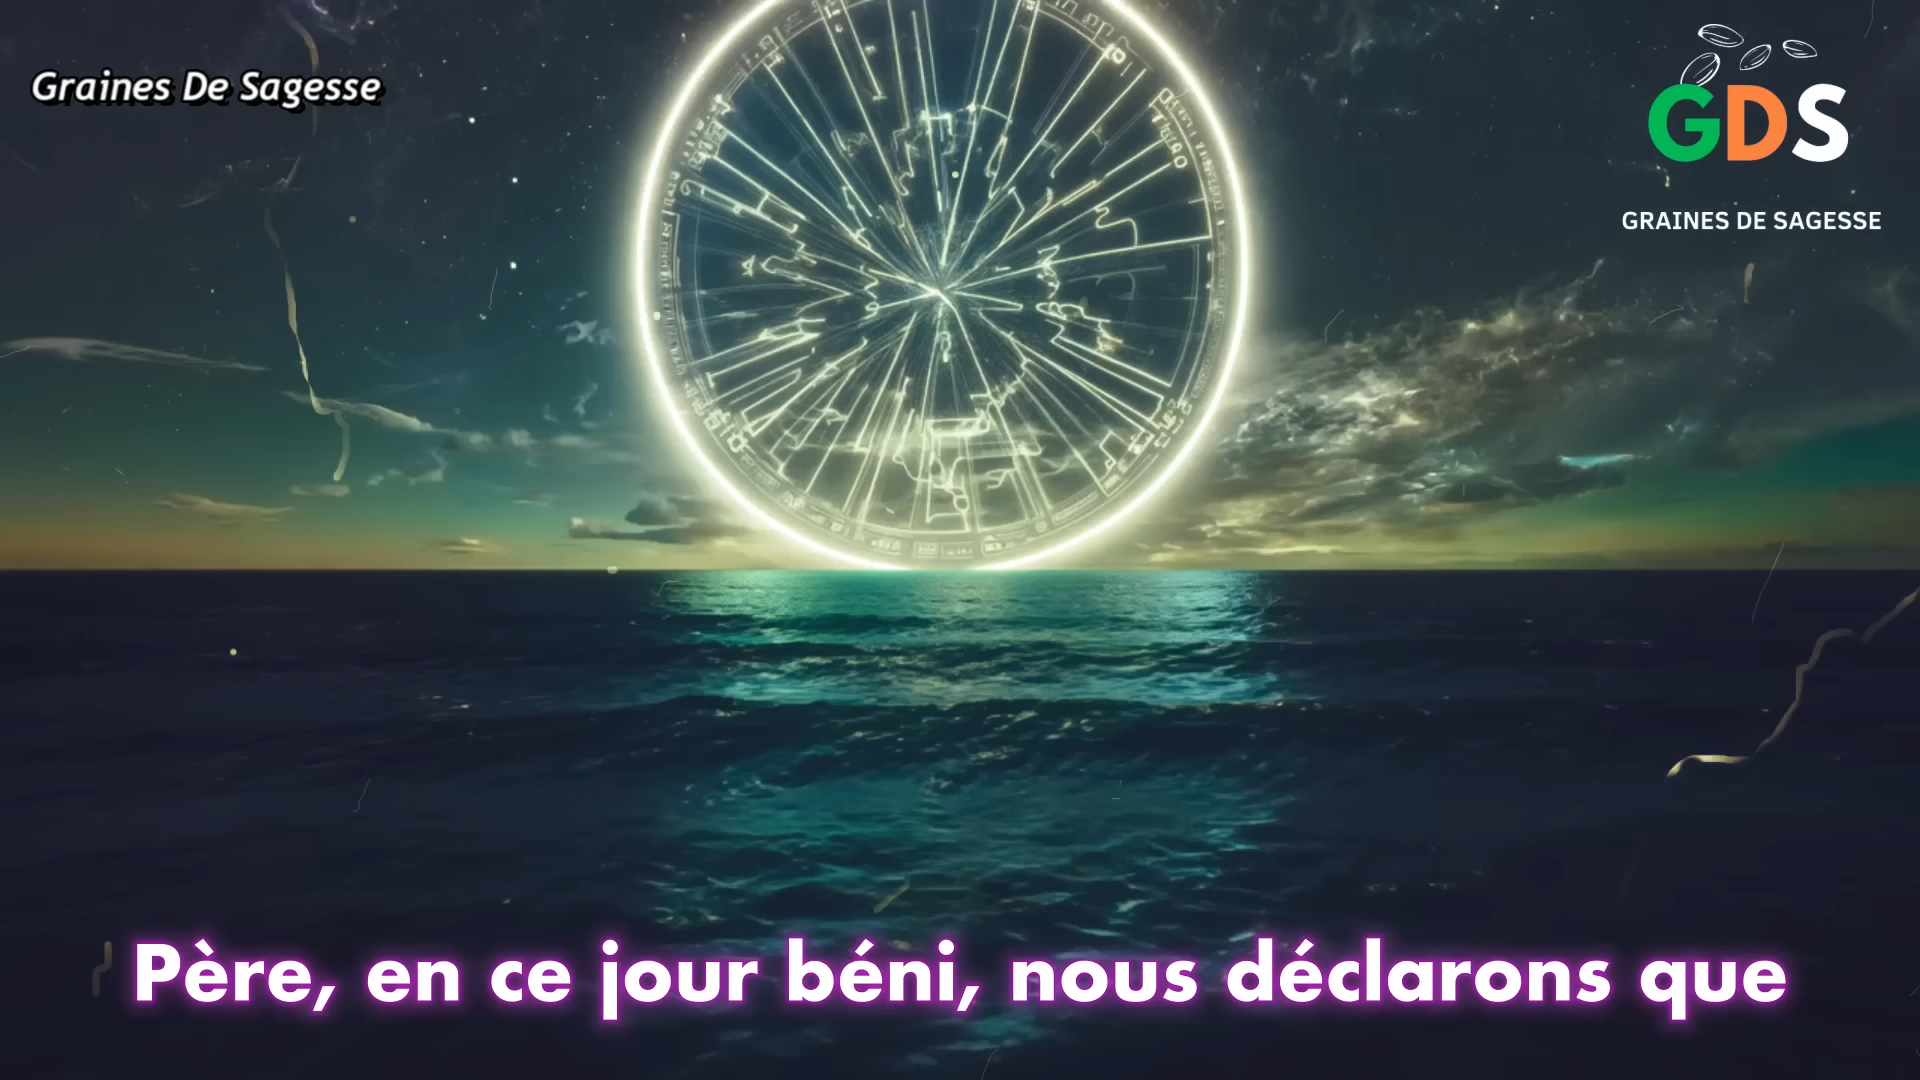 Graines De Sagesse
GDS
GRAINES DE SAGESSE
Père, en ce jour béni, nous déclarons que